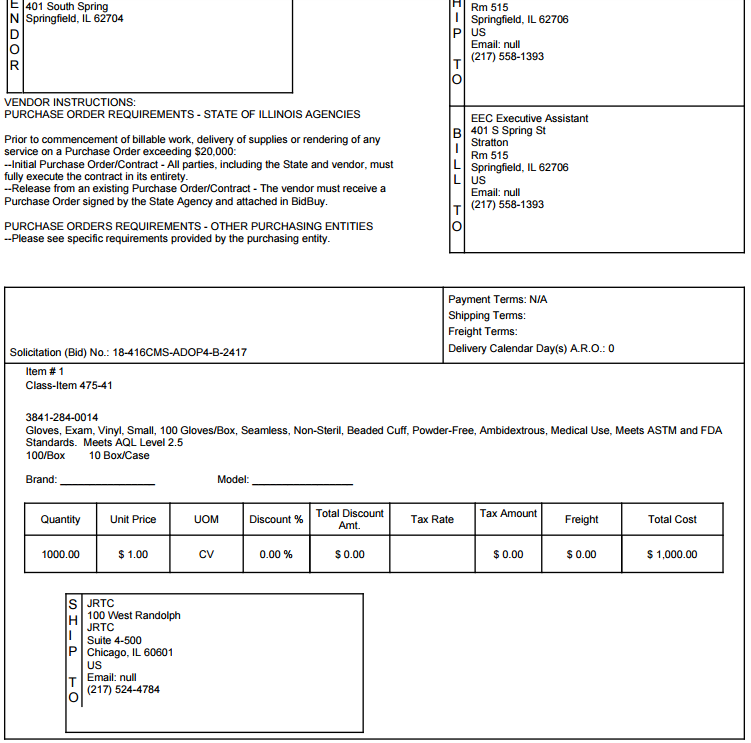 VENDOR
401 South Spring
Springfield, IL 62704
HIP TO
Rm 515
Springfield, IL 62706
US
Email: null
(217) 558-1393
VENDOR INSTRUCTIONS:
PURCHASE ORDER REQUIREMENTS - STATE OF ILLINOIS AGENCIES
Prior to commencement of billable work, delivery of supplies or rendering of any
service on a Purchase Order exceeding $20,000:
--Initial Purchase Order/Contract - All parties, including the State and vendor, must
fully execute the contract in its entirety.
--Release from an existing Purchase Order/Contract - The vendor must receive a
Purchase Order signed by the State Agency and attached in BidBuy.
PURCHASE ORDERS REQUIREMENTS - OTHER PURCHASING ENTITIES
--Please see specific requirements provided by the purchasing entity.
BILL TO
EEC Executive Assistant
401 S Spring St
Stratton
Rm 515
Springfield, IL 62706
US
Email: null
(217) 558-1393
Solicitation (Bid) No.: 18-416CMS-ADOP4-B-2417
Payment Terms: N/A
Shipping Terms:
Freight Terms:
Delivery Calendar Day(s) A.R.O.: 0
Item # 1
Class-Item 475-41
3841-284-0014
Gloves, Exam, Vinyl, Small, 100 Gloves/Box, Seamless, Non-Steril, Beaded Cuff, Powder-Free, Ambidextrous, Medical Use, Meets ASTM and FDA
Standards. Meets AQL Level 2.5
100/Box 10 Box/Case
Brand: ________________ Model: _________________
Quantity Unit Price UOM Discount % Total Discount Amt. Tax Rate Tax Amount Freight Total Cost
1000.00 $ 1.00 CV 0.00 % $ 0.00 $ 0.00 $ 0.00 $ 1,000.00
SHIP TO
JRTC
100 West Randolph
JRTC
Suite 4-500
Chicago, IL 60601
US
Email: null
(217) 524-4784